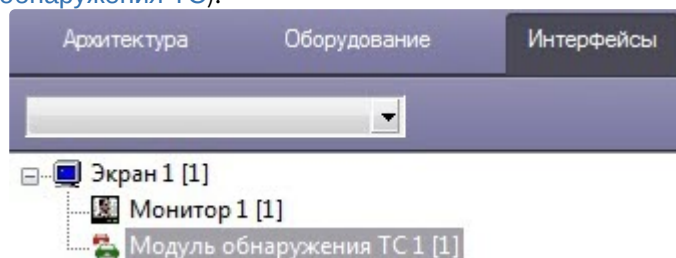 обнаружения ТС).
Архитектура Оборудование Интерфейсы
Экран 1 [1]
Монитор 1 [1]
Модуль обнаружения ТС 1 [1]